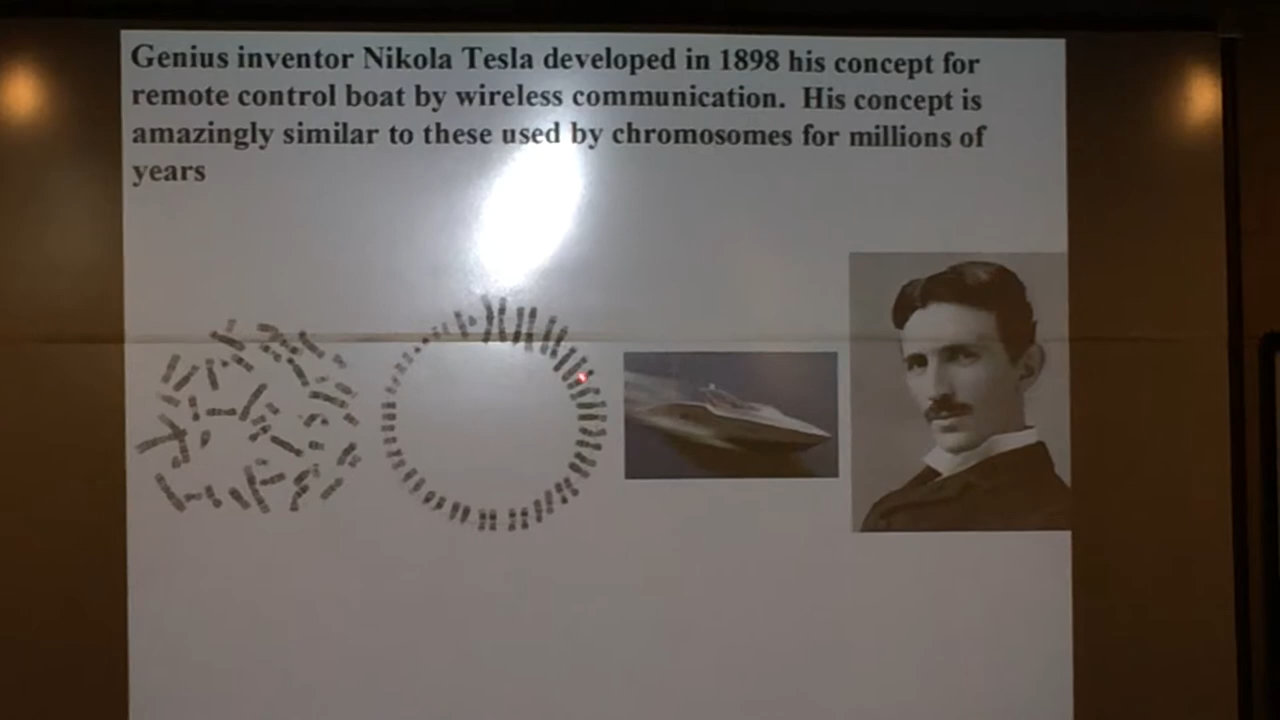 Genius inventor Nikola Tesla developed in 1898 his concept for
remote control boat by wireless communication. His concept is
amazingly similar to these used by chromosomes for millions of
years